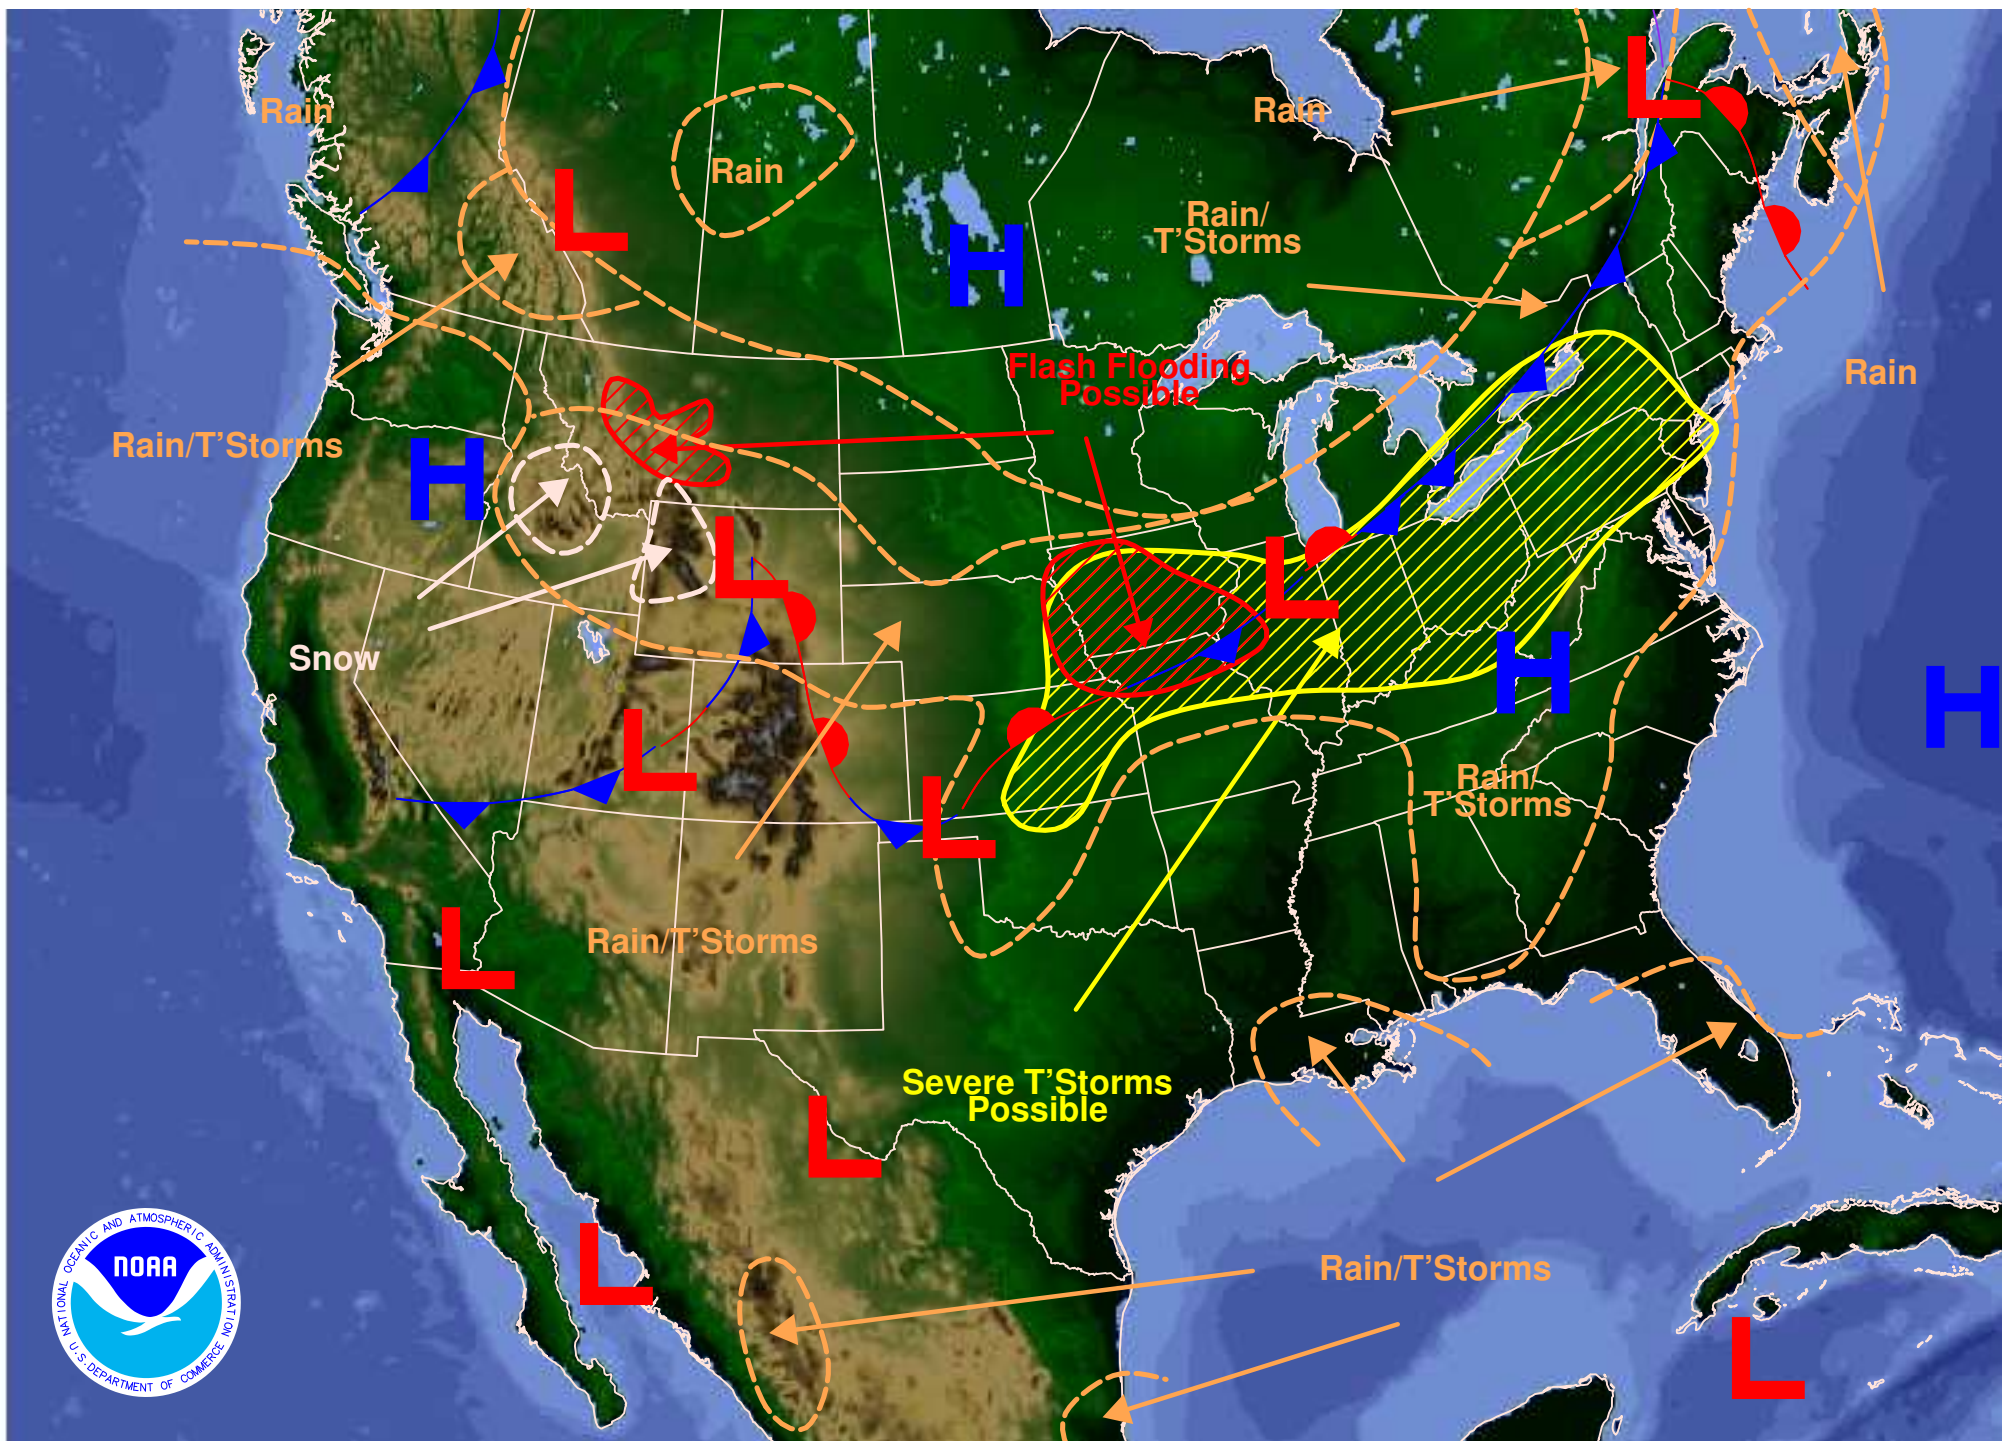 Rain
Rain
Rain
Rain/
T'Storms
H
L
L
Flash Flooding
Possible
Rain
Rain/T'Storms
H
L
L
Snow
H
H
L
Rain/
T'Storms
L
L
Rain/T'Storms
Severe T'Storms
Possible
L
L
Rain/T'Storms
L
NATIONAL OCEANIC AND ATMOSPHERIC ADMINISTRATION
NOAA
U.S. DEPARTMENT OF COMMERCE